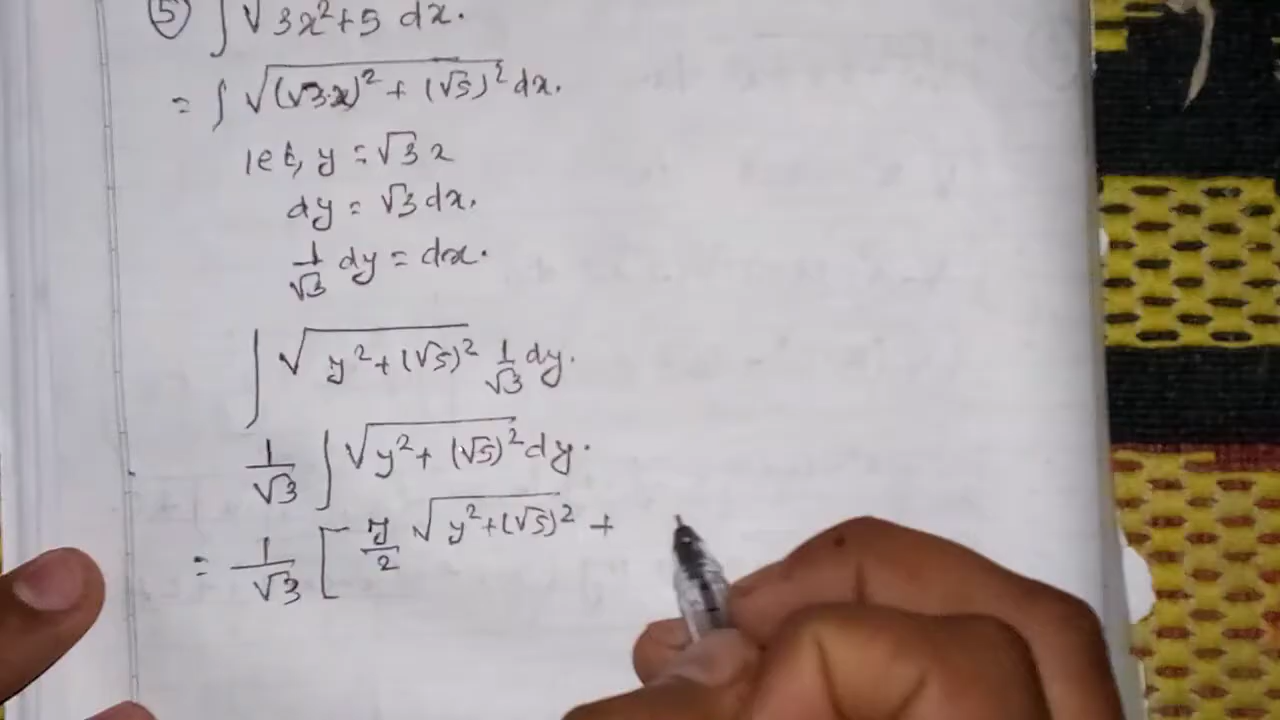 ⑤ ∫ √3x²+5 dx.
= ∫ √(√3.x)² + (√5)² dx.
let, y = √3 x
dy = √3 dx.
1/√3 dy = dx.
∫ √y²+(√5)² 1/√3 dy.
1/√3 ∫ √y²+ (√5)² dy.
= 1/√3 [ y/2 √y²+(√5)² +